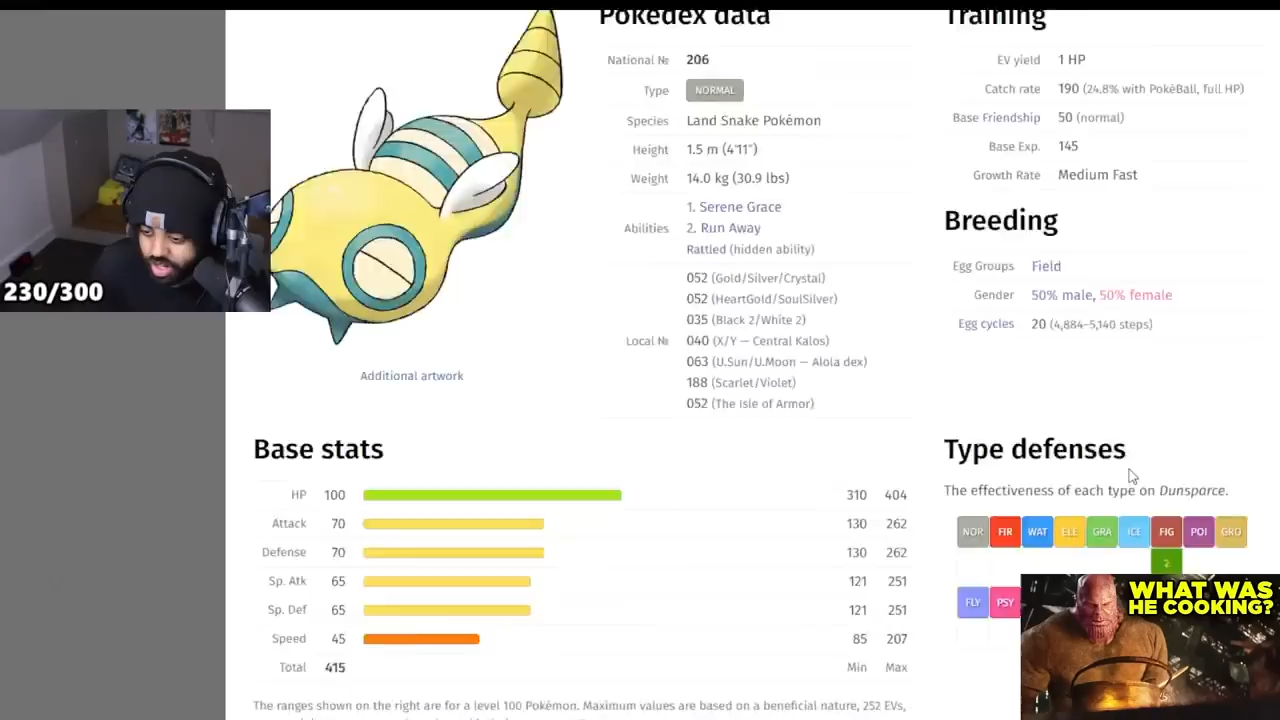 Pokédex data
National № 206
Type NORMAL
Species Land Snake Pokémon
Height 1.5 m (4′11″)
Weight 14.0 kg (30.9 lbs)
Abilities
1. Serene Grace
2. Run Away
Rattled (hidden ability)
Local №
052 (Gold/Silver/Crystal)
052 (HeartGold/SoulSilver)
035 (Black 2/White 2)
040 (X/Y — Central Kalos)
063 (U.Sun/U.Moon — Alola dex)
188 (Scarlet/Violet)
052 (The Isle of Armor)
Training
EV yield 1 HP
Catch rate 190 (24.8% with PokéBall, full HP)
Base Friendship 50 (normal)
Base Exp. 145
Growth Rate Medium Fast
Breeding
Egg Groups Field
Gender 50% male, 50% female
Egg cycles 20 (4,884–5,140 steps)
230/300
Additional artwork
Base stats
HP 100 310 404
Attack 70 130 262
Defense 70 130 262
Sp. Atk 65 121 251
Sp. Def 65 121 251
Speed 45 85 207
Total 415 Min Max
The ranges shown on the right are for a level 100 Pokémon. Maximum values are based on a beneficial nature, 252 EVs,
Type defenses
The effectiveness of each type on Dunsparce.
NOR FIR WAT ELE GRA ICE FIG POI GRO
2
FLY PSY
WHAT WAS
HE COOKING?